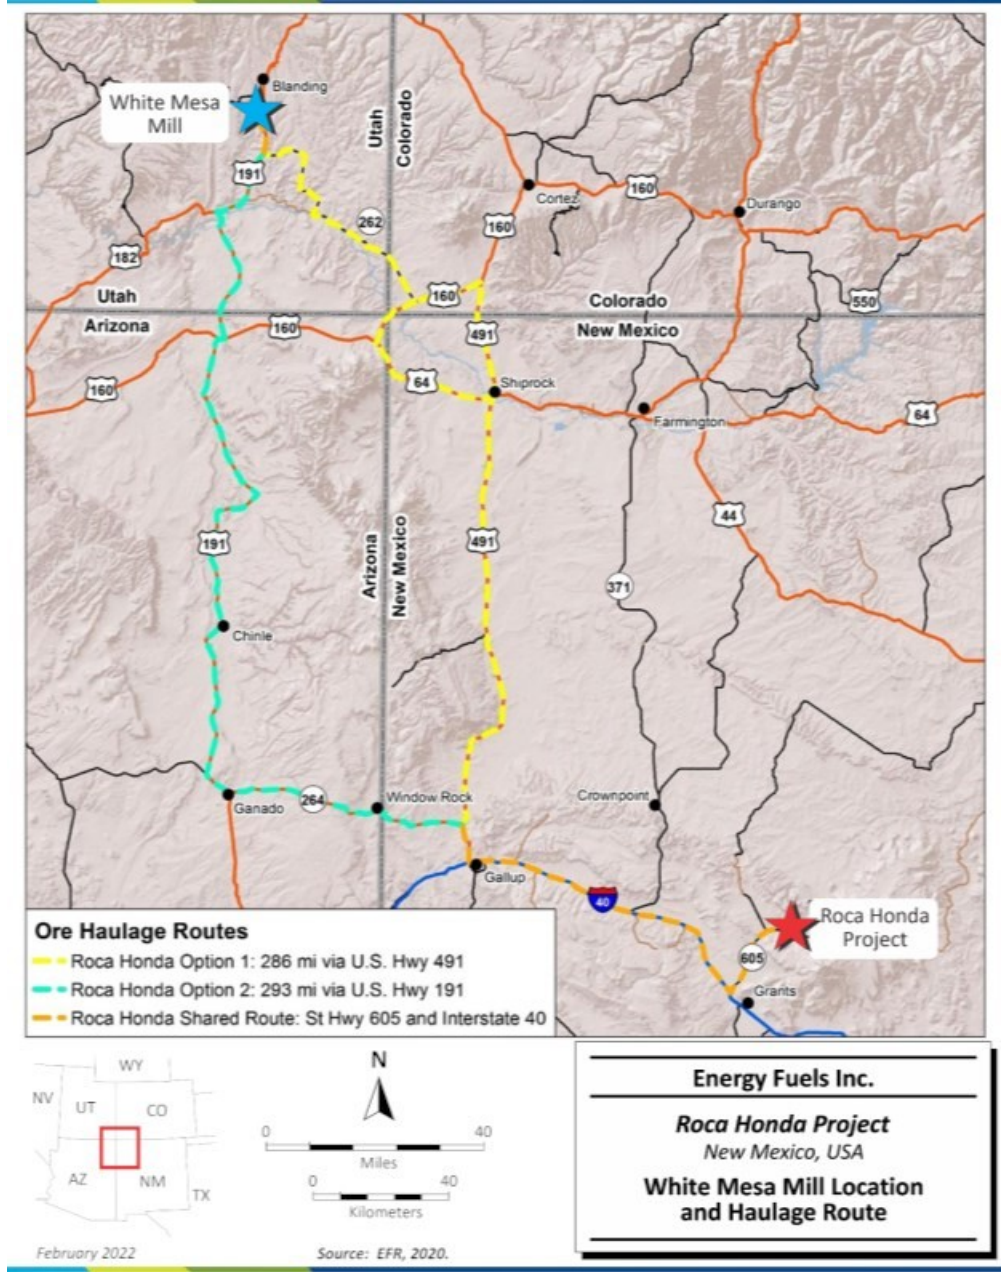 Blanding
White Mesa
Mill
Utah
Colorado
191
262
160
Cortez
160
Durango
182
Utah
Arizona
160
160
Colorado
New Mexico
550
491
160
64
Shiprock
Farmington
64
44
191
Arizona
New Mexico
491
371
Chinle
Ganado
264
Window Rock
Crownpoint
Gallup
40
Roca Honda
Project
605
Grants
Ore Haulage Routes
Roca Honda Option 1: 286 mi via U.S. Hwy 491
Roca Honda Option 2: 293 mi via U.S. Hwy 191
Roca Honda Shared Route: St Hwy 605 and Interstate 40
WY
NV
UT
CO
AZ
NM
TX
N
0 40
Miles
0 40
Kilometers
February 2022
Source: EFR, 2020.
Energy Fuels Inc.
Roca Honda Project
New Mexico, USA
White Mesa Mill Location
and Haulage Route